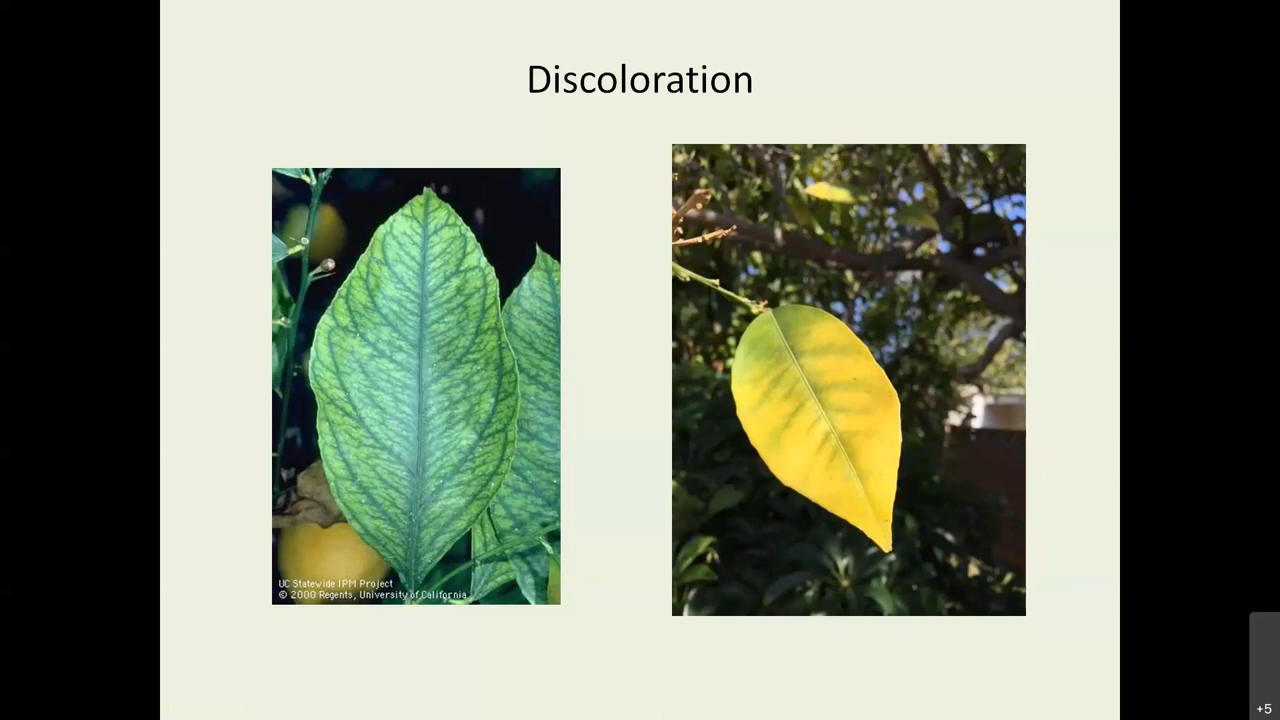 Discoloration
UC Statewide IPM Project
© 2000 Regents, University of California
+5